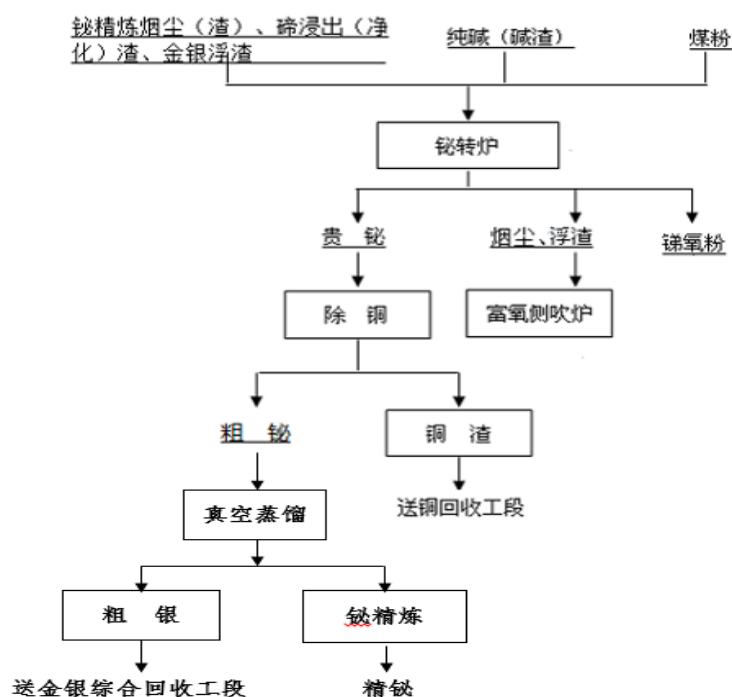 铋精炼烟尘（渣）、碲浸出（净
化）渣、金银浮渣
纯碱（碱渣）
煤粉
铋转炉
贵 铋
烟尘、浮渣
锑氧粉
除 铜
富氧侧吹炉
粗 铋
铜 渣
送铜回收工段
真空蒸馏
粗 银
铋精炼
送金银综合回收工段
精铋